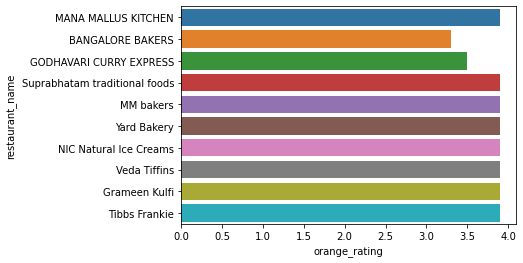 restaurant_name
MANA MALLUS KITCHEN
BANGALORE BAKERS
GODHAVARI CURRY EXPRESS
Suprabhatam traditional foods
MM bakers
Yard Bakery
NIC Natural Ice Creams
Veda Tiffins
Grameen Kulfi
Tibbs Frankie
0.0 0.5 1.0 1.5 2.0 2.5 3.0 3.5 4.0
orange_rating